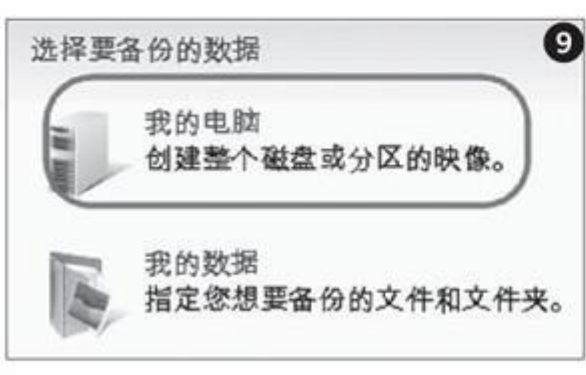 选择要备份的数据
9
我的电脑
创建整个磁盘或分区的映像。
我的数据
指定您想要备份的文件和文件夹。